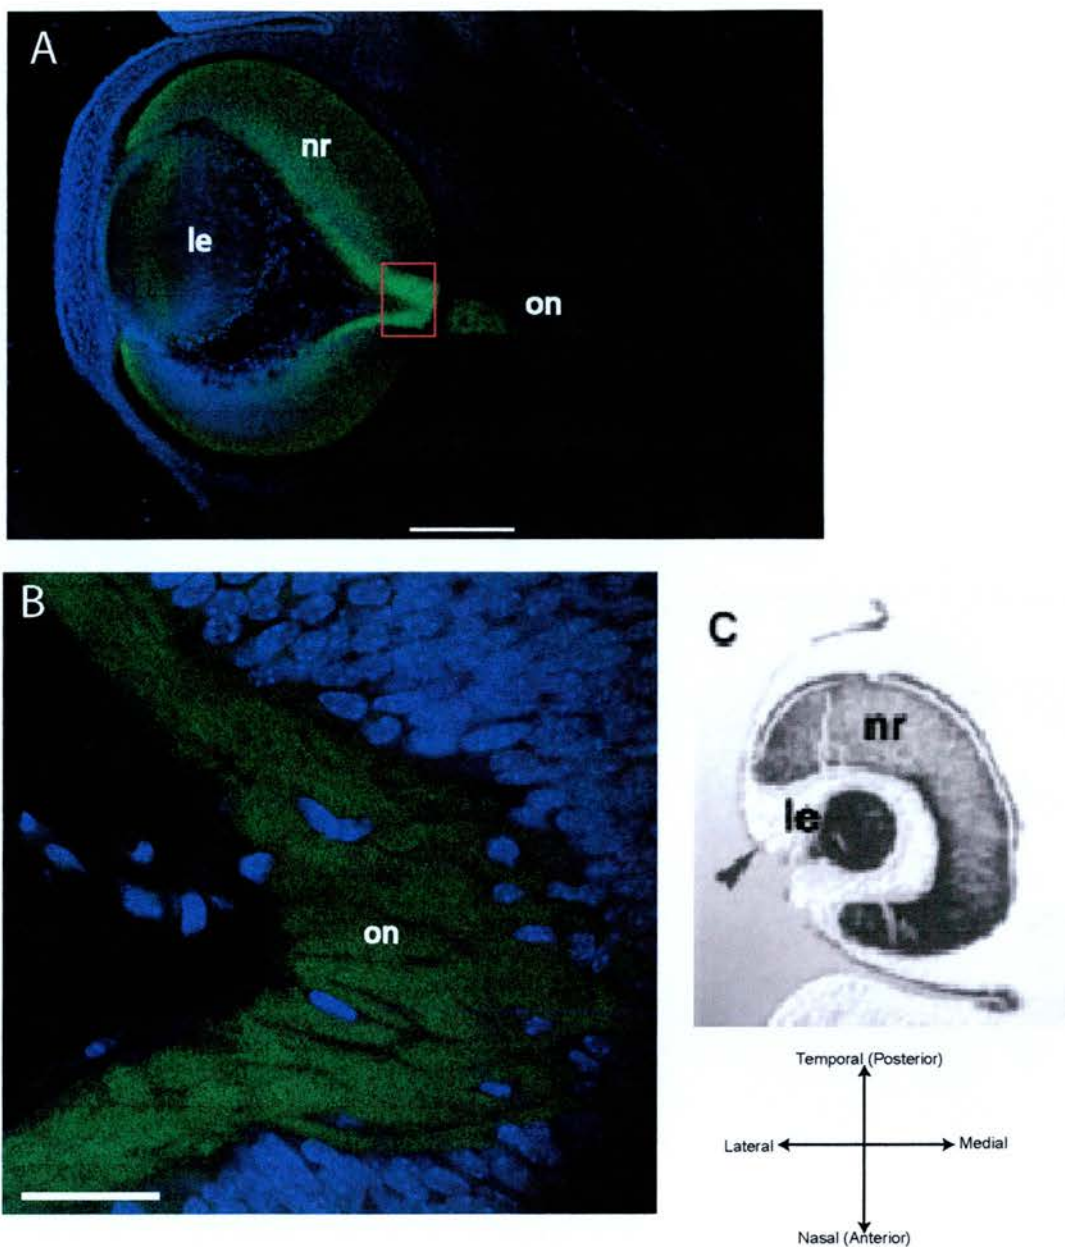 A
nr
le
on
B
on
C
nr
le
Temporal (Posterior)
Lateral
Medial
Nasal (Anterior)